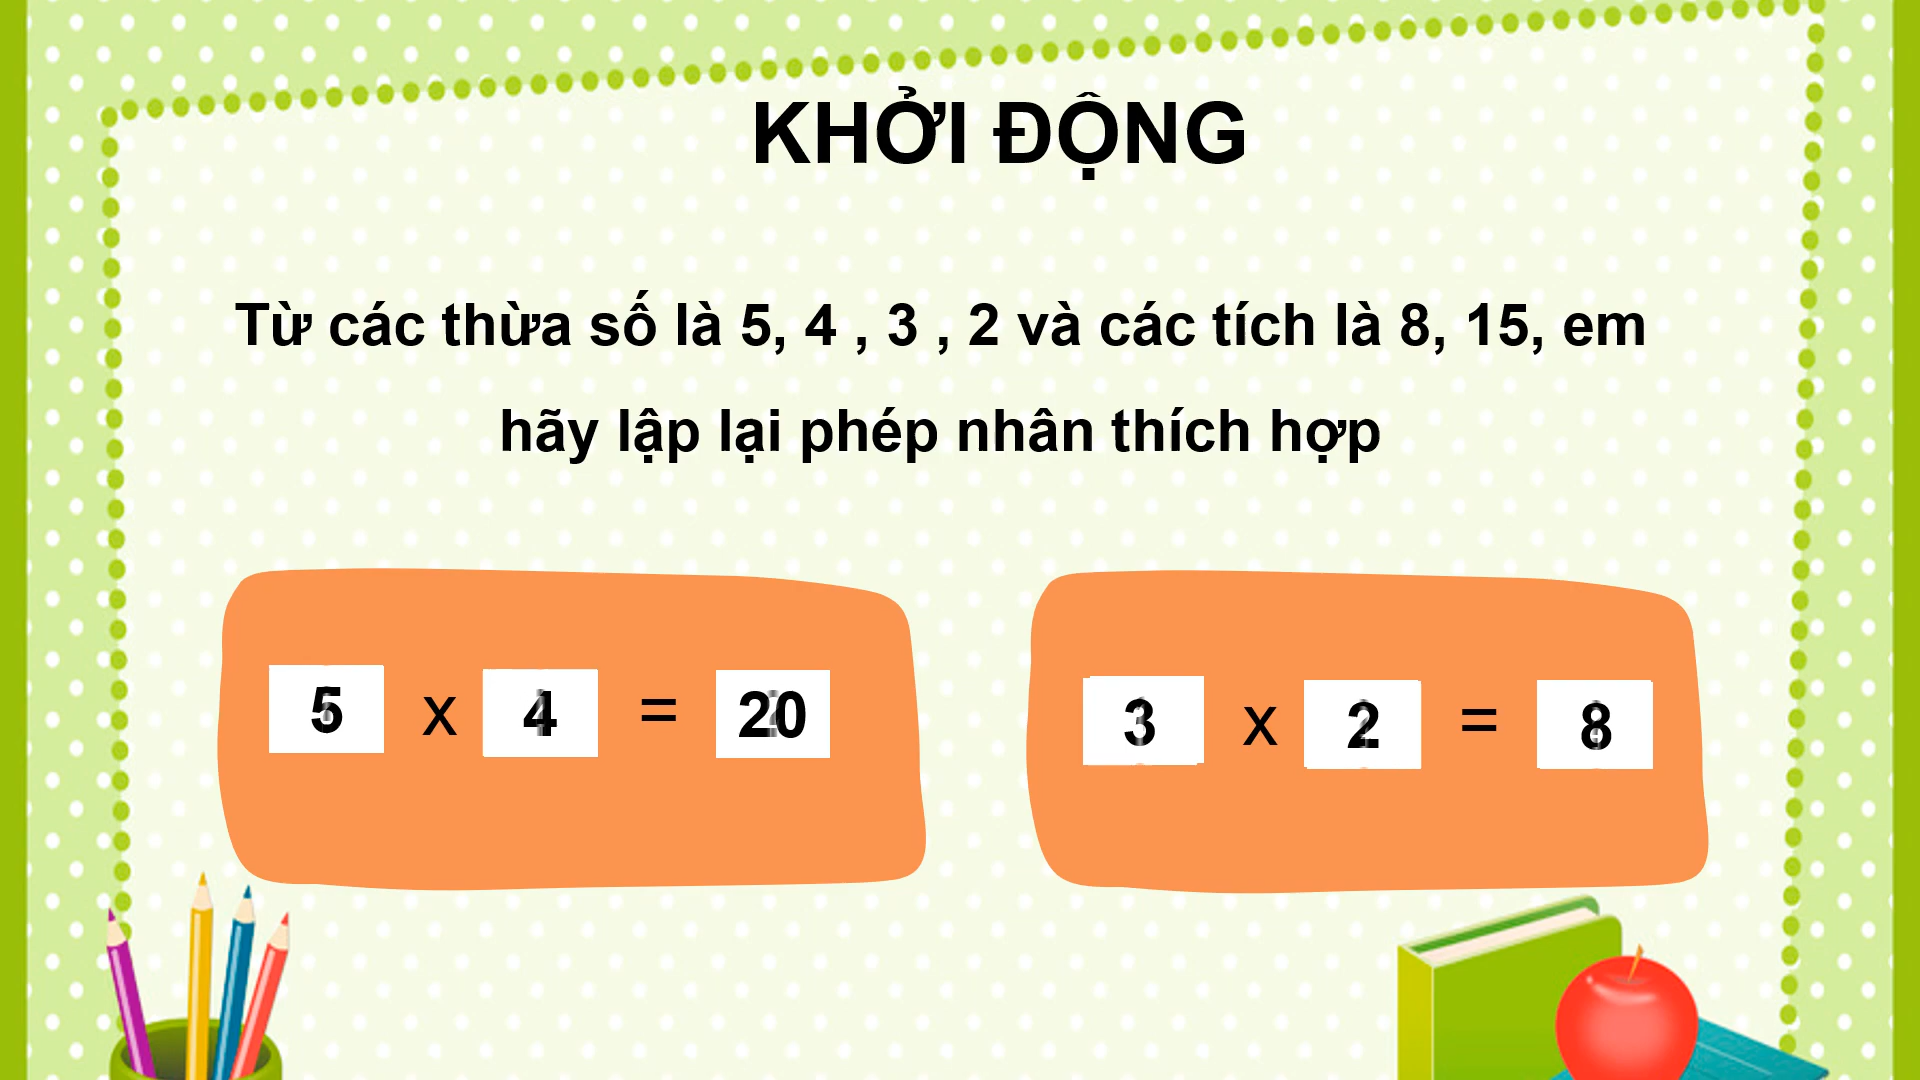 KHỞI ĐỘNG
Từ các thừa số là 5, 4 , 3 , 2 và các tích là 8, 15, em
hãy lập lại phép nhân thích hợp
5 x 4 = 20
3 x 2 = 8